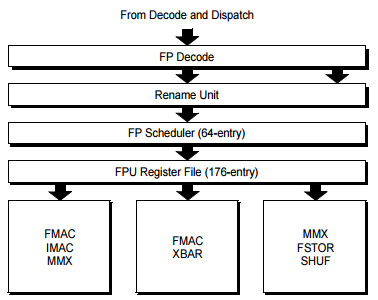 From Decode and Dispatch
FP Decode
Rename Unit
FP Scheduler (64-entry)
FPU Register File (176-entry)
FMAC
IMAC
MMX
FMAC
XBAR
MMX
FSTOR
SHUF